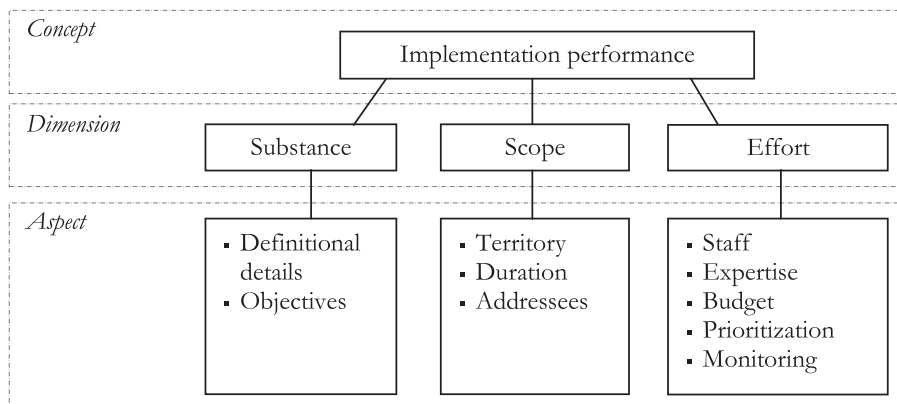 Concept
Implementation performance
Dimension
Substance
Scope
Effort
Aspect
▪ Definitional
details
▪ Objectives
▪ Territory
▪ Duration
▪ Addressees
▪ Staff
▪ Expertise
▪ Budget
▪ Prioritization
▪ Monitoring